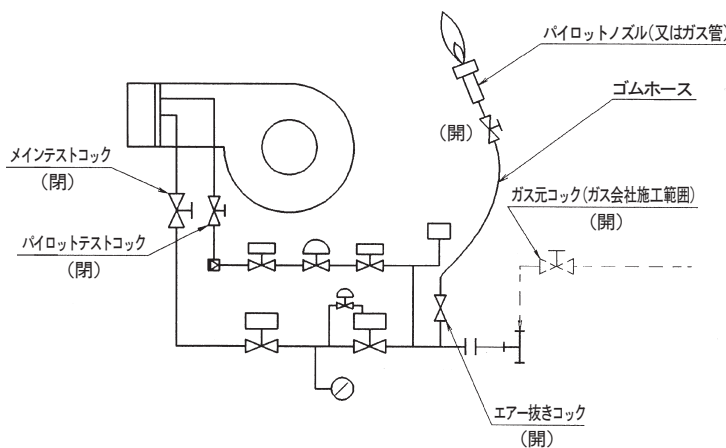 パイロットノズル(又はガス管)
ゴムホース
(開)
メインテストコック
(閉)
ガス元コック(ガス会社施工範囲)
(開)
パイロットテストコック
(閉)
エアー抜きコック
(開)